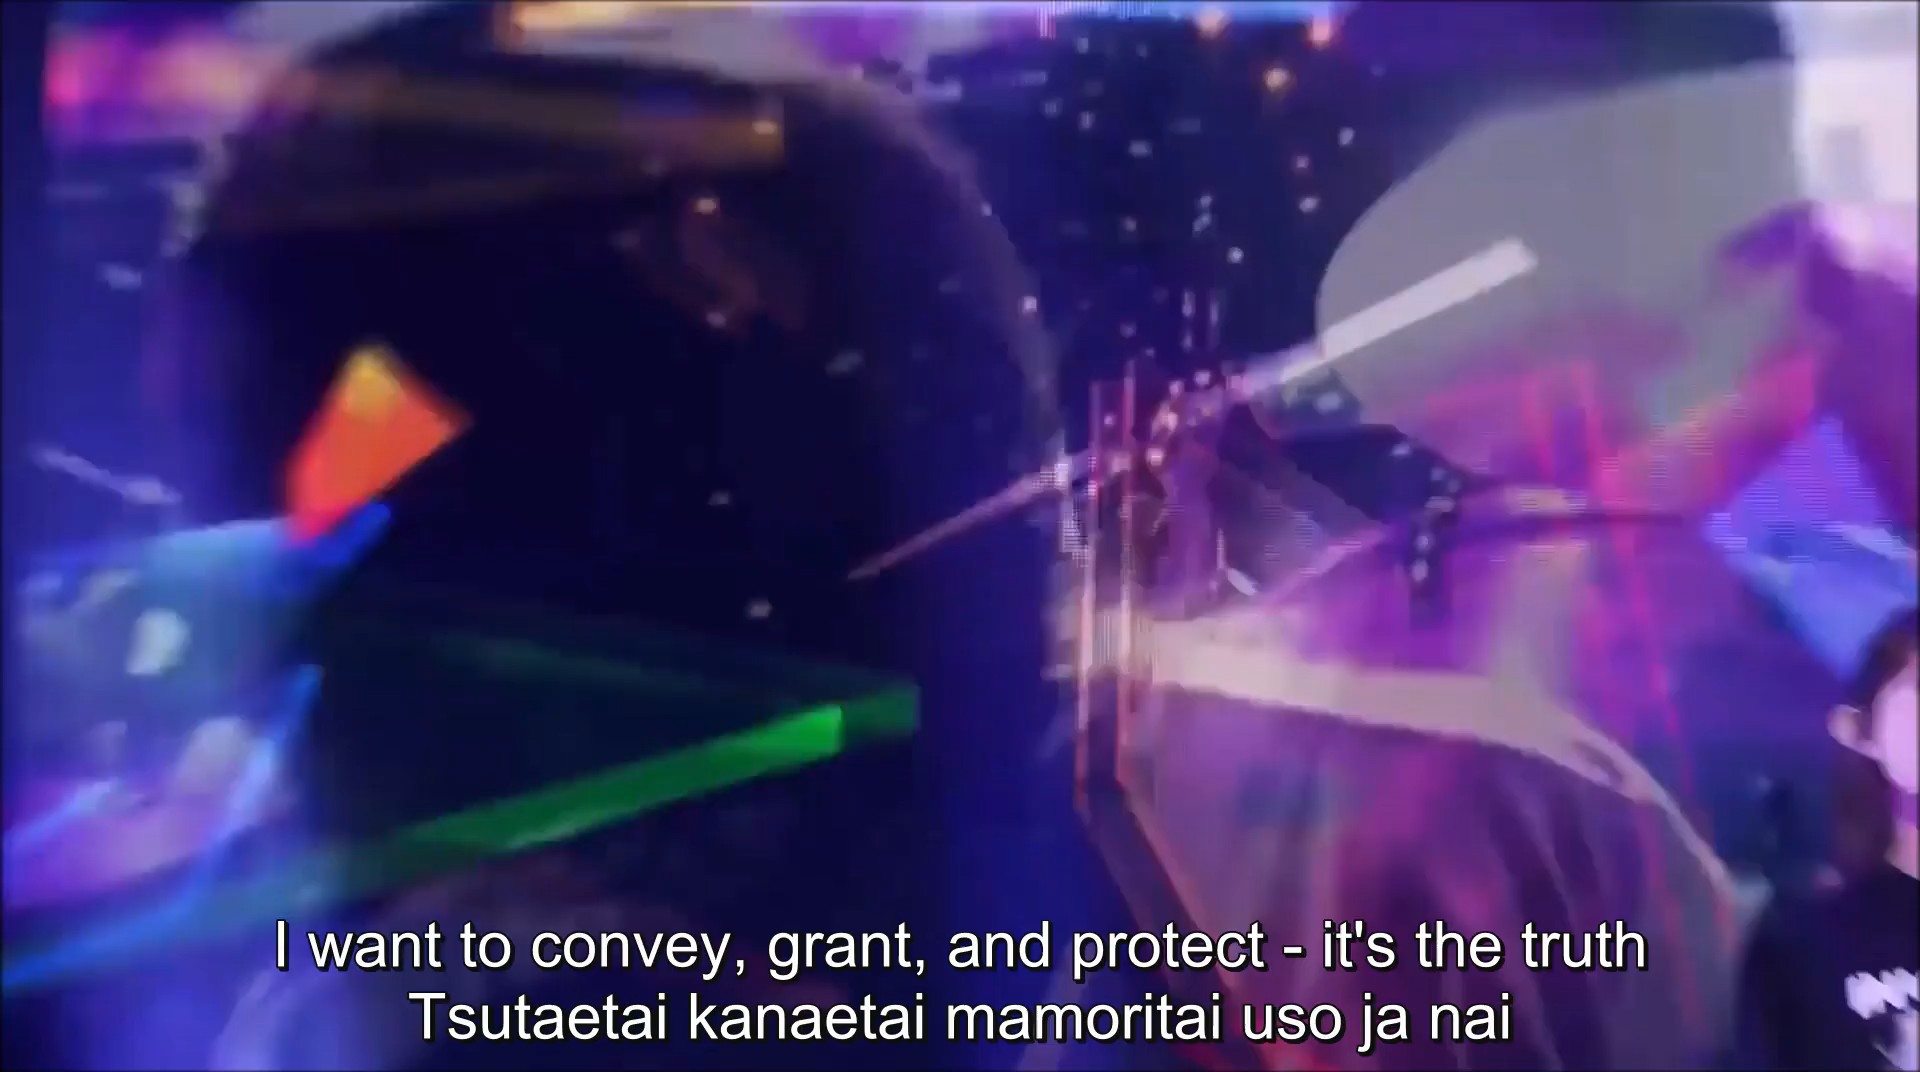 I want to convey, grant, and protect - it's the truth
Tsutaetai kanaetai mamoritai uso ja nai